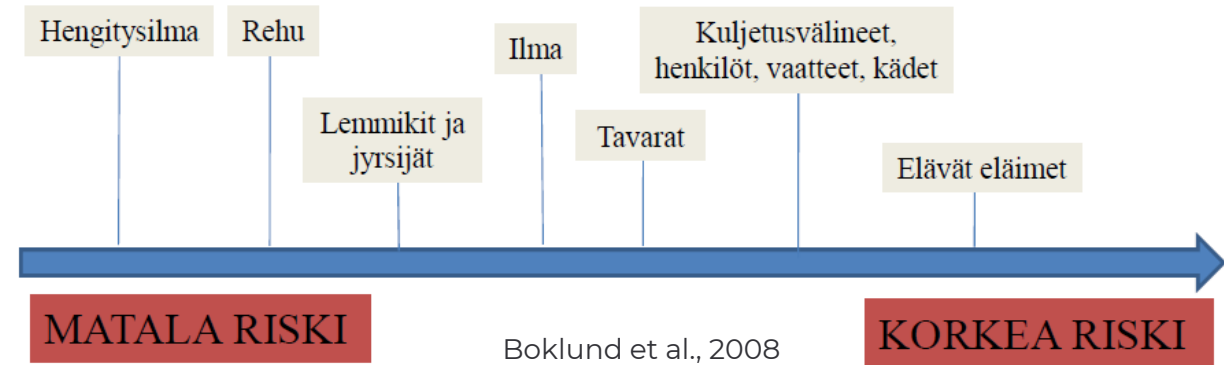 Hengitysilma
Rehu
Lemmikit ja
jyrsijät
Ilma
Tavarat
Kuljetusvälineet,
henkilöt, vaatteet, kädet
Elävät eläimet
MATALA RISKI
Boklund et al., 2008
KORKEA RISKI